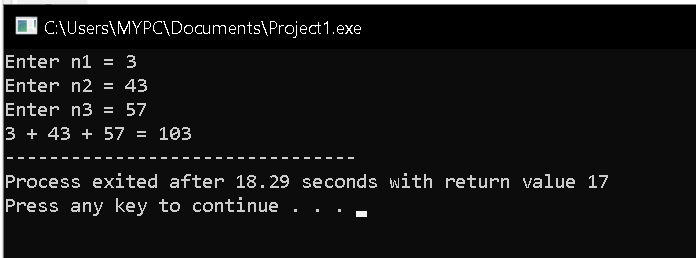 C:\Users\MYPC\Documents\Project1.exe
Enter n1 = 3
Enter n2 = 43
Enter n3 = 57
3 + 43 + 57 = 103
--------------------------------
Process exited after 18.29 seconds with return value 17
Press any key to continue . . .